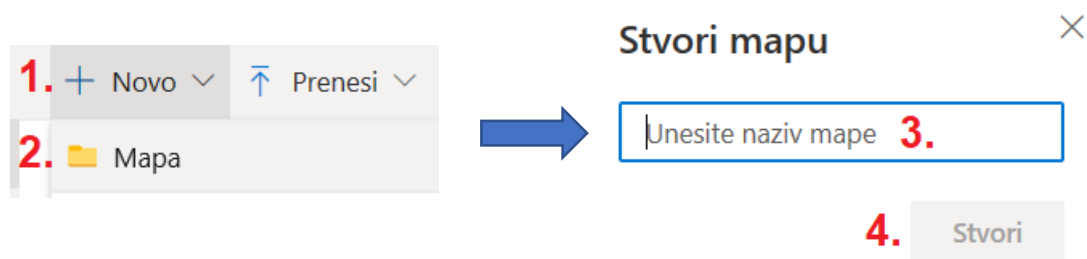 1. + Novo Prenesi
2. Mapa
Stvori mapu
Unesite naziv mape 3.
4. Stvori